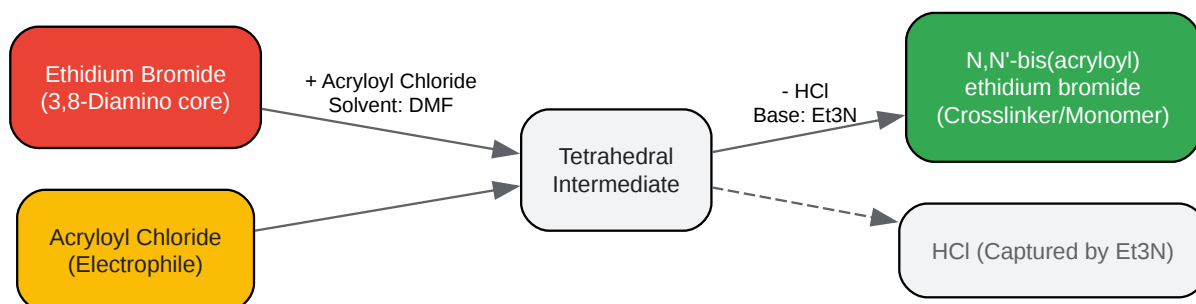 Ethidium Bromide
(3,8-Diamino core)
+ Acryloyl Chloride
Solvent: DMF
Acryloyl Chloride
(Electrophile)
Tetrahedral
Intermediate
- HCl
Base: Et3N
N,N'-bis(acryloyl)
ethidium bromide
(Crosslinker/Monomer)
HCl (Captured by Et3N)